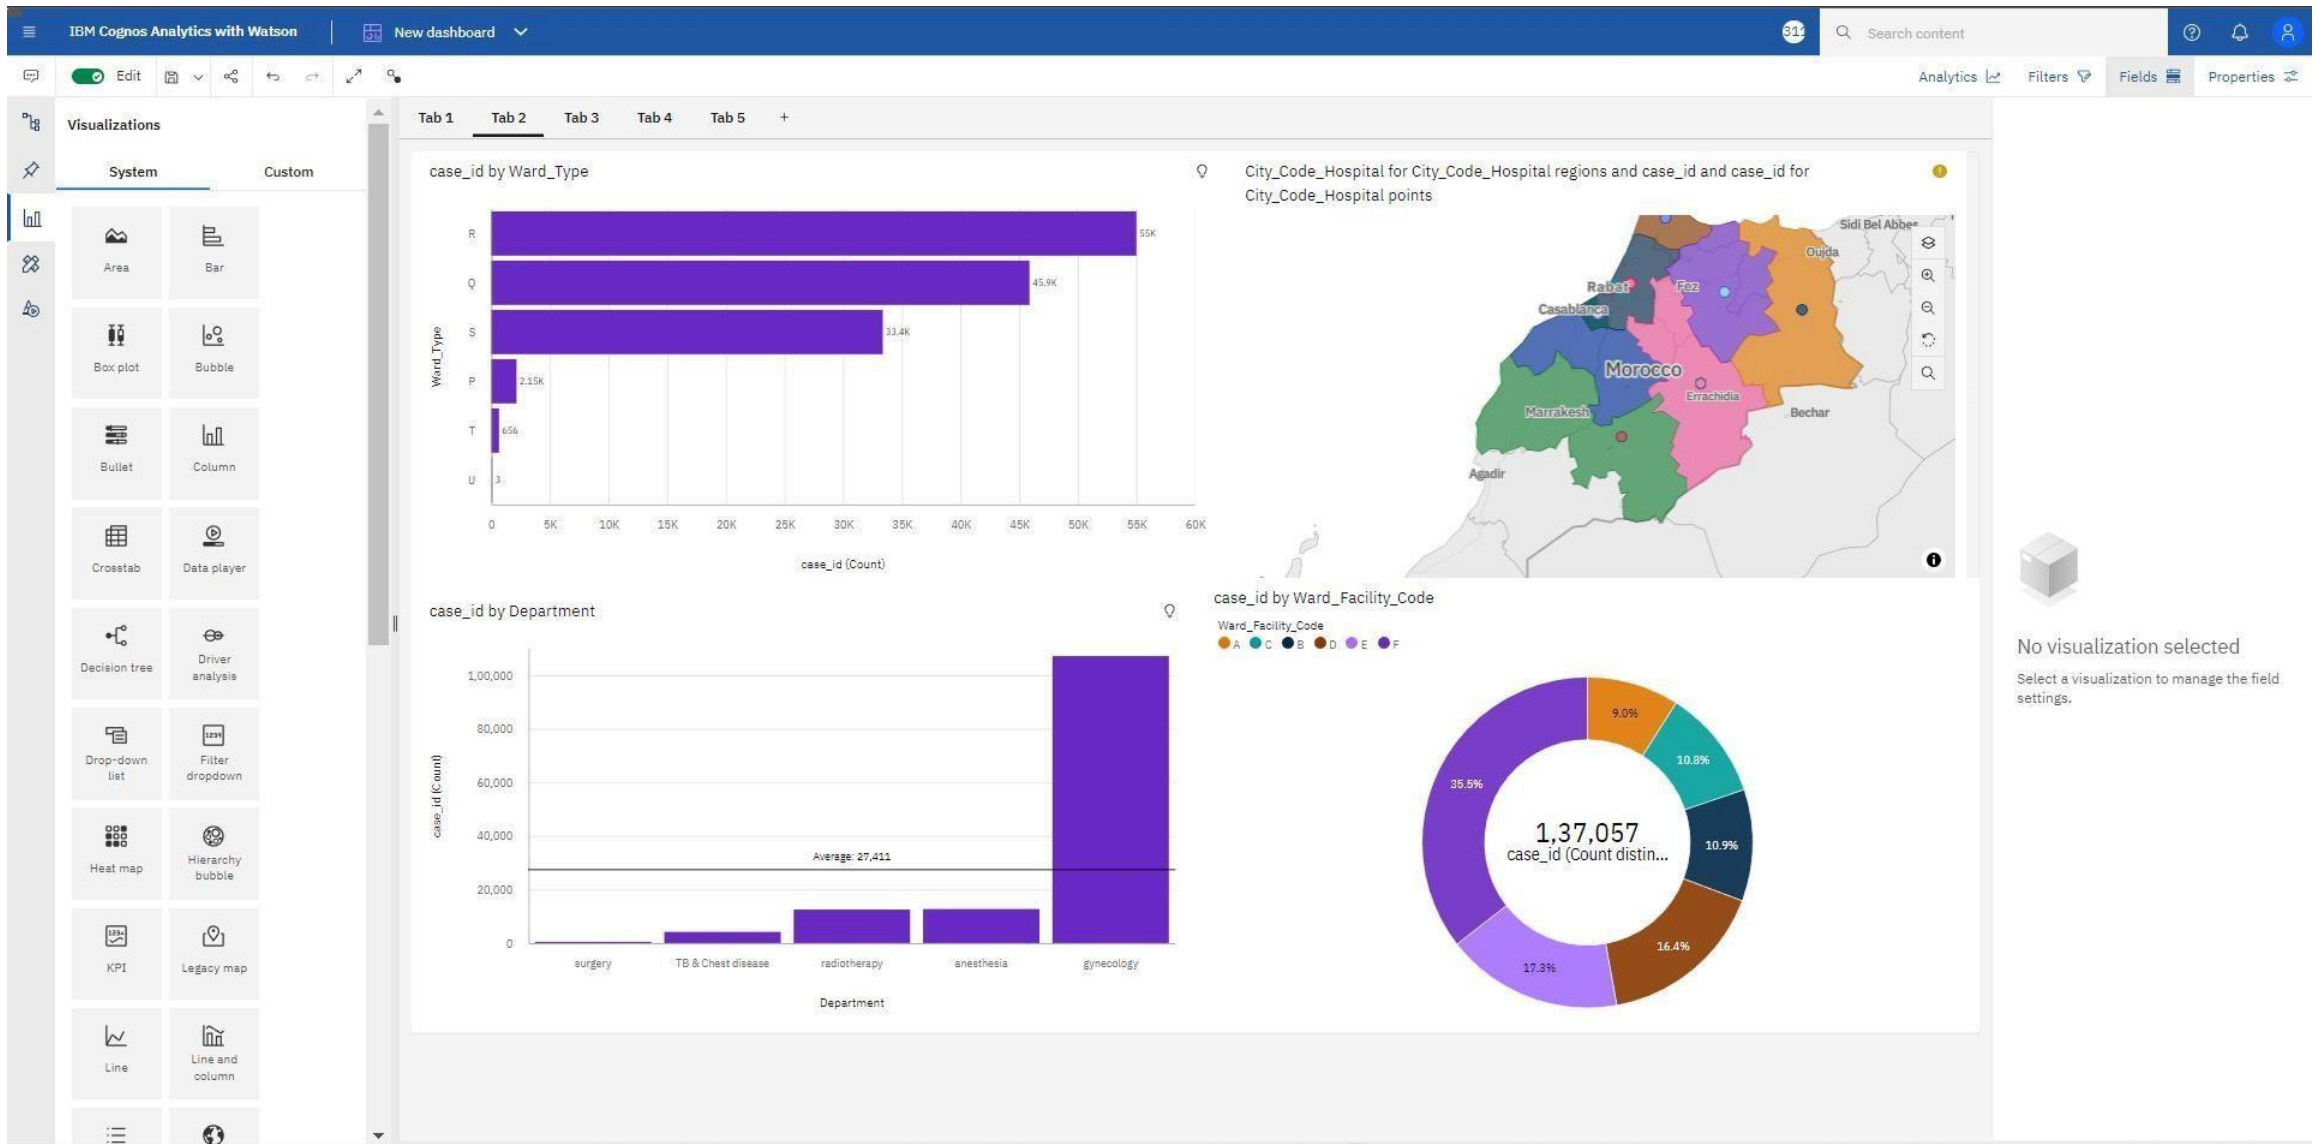 IBM Cognos Analytics with Watson
New dashboard
311
Search content
Edit
Analytics
Filters
Fields
Properties
Visualizations
System
Custom
Area
Bar
Box plot
Bubble
Bullet
Column
Crosstab
Data player
Decision tree
Driver
analysis
Drop-down
list
Filter
dropdown
Heat map
Hierarchy
bubble
KPI
Legacy map
Line
Line and
column
Tab 1
Tab 2
Tab 3
Tab 4
Tab 5
+
case_id by Ward_Type
Ward_Type
R
55K
Q
45.9K
S
33.4K
P
2.15K
T
656
U
3
0
5K
10K
15K
20K
25K
30K
35K
40K
45K
50K
55K
60K
case_id (Count)
City_Code_Hospital for City_Code_Hospital regions and case_id and case_id for
City_Code_Hospital points
Sidi Bel Abbes
Oujda
Rabat
Fez
Casablanca
Morocco
Errachidia
Marrakesh
Bechar
Agadir
case_id by Department
case_id (Count)
1,00,000
80,000
60,000
40,000
20,000
0
Average: 27,411
surgery
TB & Chest disease
radiotherapy
anesthesia
gynecology
Department
case_id by Ward_Facility_Code
Ward_Facility_Code
A C B D E F
9.0%
10.8%
10.9%
16.4%
17.3%
35.5%
1,37,057
case_id (Count distin...
No visualization selected
Select a visualization to manage the field
settings.